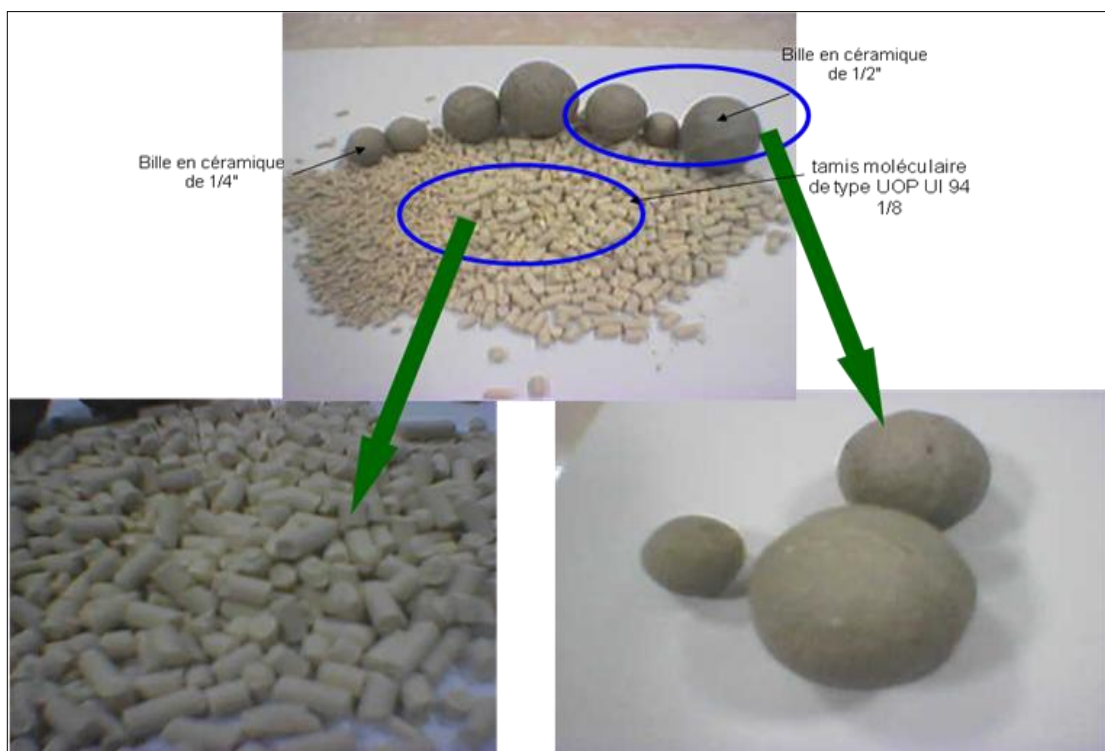 Bille en céramique
de 1/2"
Bille en céramique
de 1/4"
tamis moléculaire
de type UOP UI 94
1/8